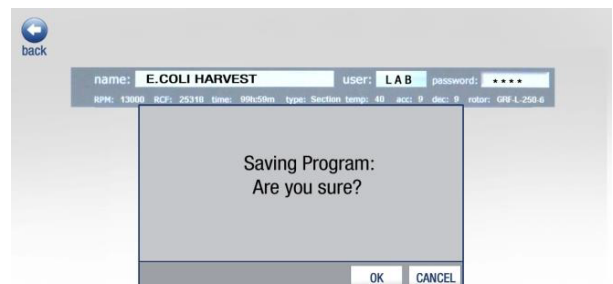 back
name: E.COLI HARVEST user: LAB password: ****
RPM: 13000 RCF: 25318 time: 99h:59m type: Section temp: 40 acc: 9 dec: 9 rotor: GRF-L-250-6
Saving Program:
Are you sure?
OK CANCEL